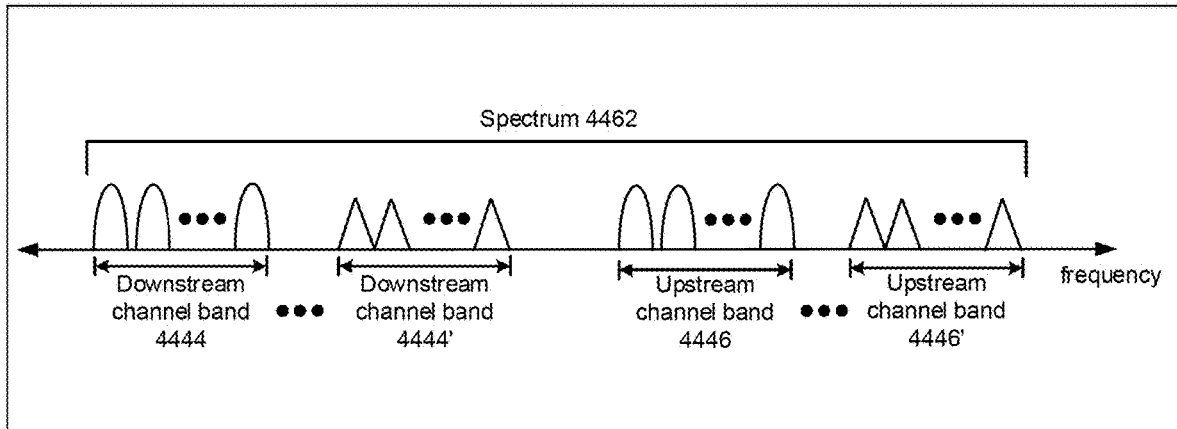 Spectrum 4462
frequency
Downstream
channel band
4444
Downstream
channel band
4444'
Upstream
channel band
4446
Upstream
channel band
4446'